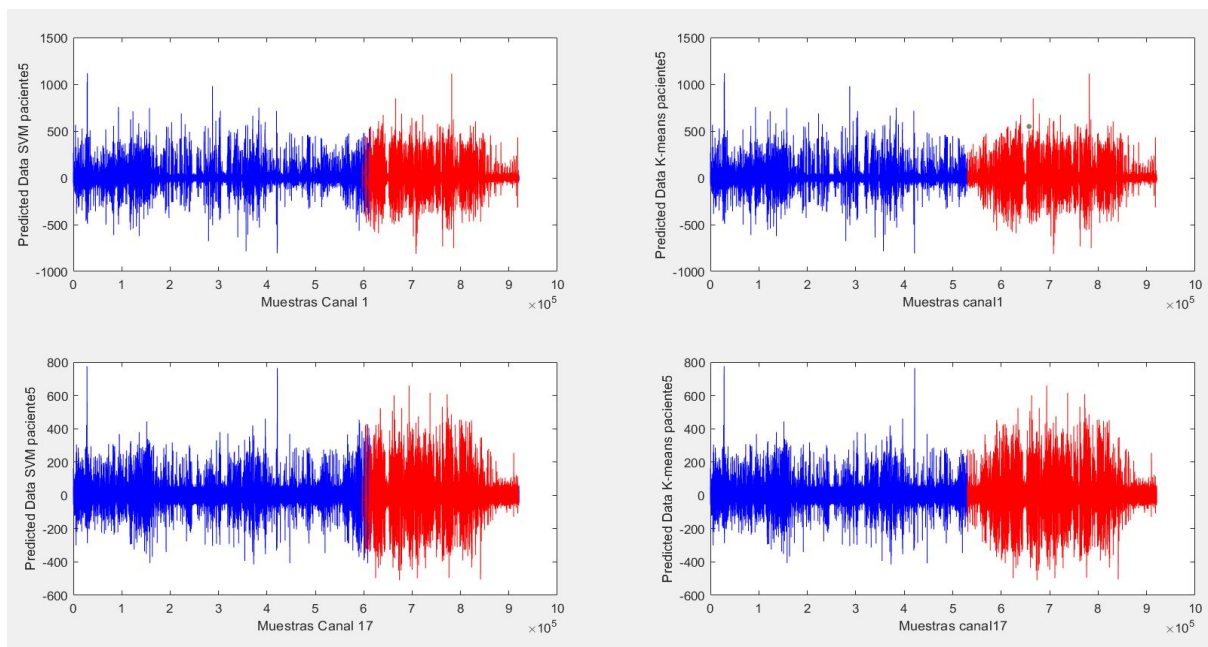 Predicted Data SVM paciente5
1500
1000
500
0
-500
-1000
0 1 2 3 4 5 6 7 8 9 10
×10^5
Muestras Canal 1
Predicted Data K-means paciente5
1500
1000
500
0
-500
-1000
0 1 2 3 4 5 6 7 8 9 10
×10^5
Muestras canal1
Predicted Data SVM paciente5
800
600
400
200
0
-200
-400
-600
0 1 2 3 4 5 6 7 8 9 10
×10^5
Muestras Canal 17
Predicted Data K-means paciente5
800
600
400
200
0
-200
-400
-600
0 1 2 3 4 5 6 7 8 9 10
×10^5
Muestras canal17